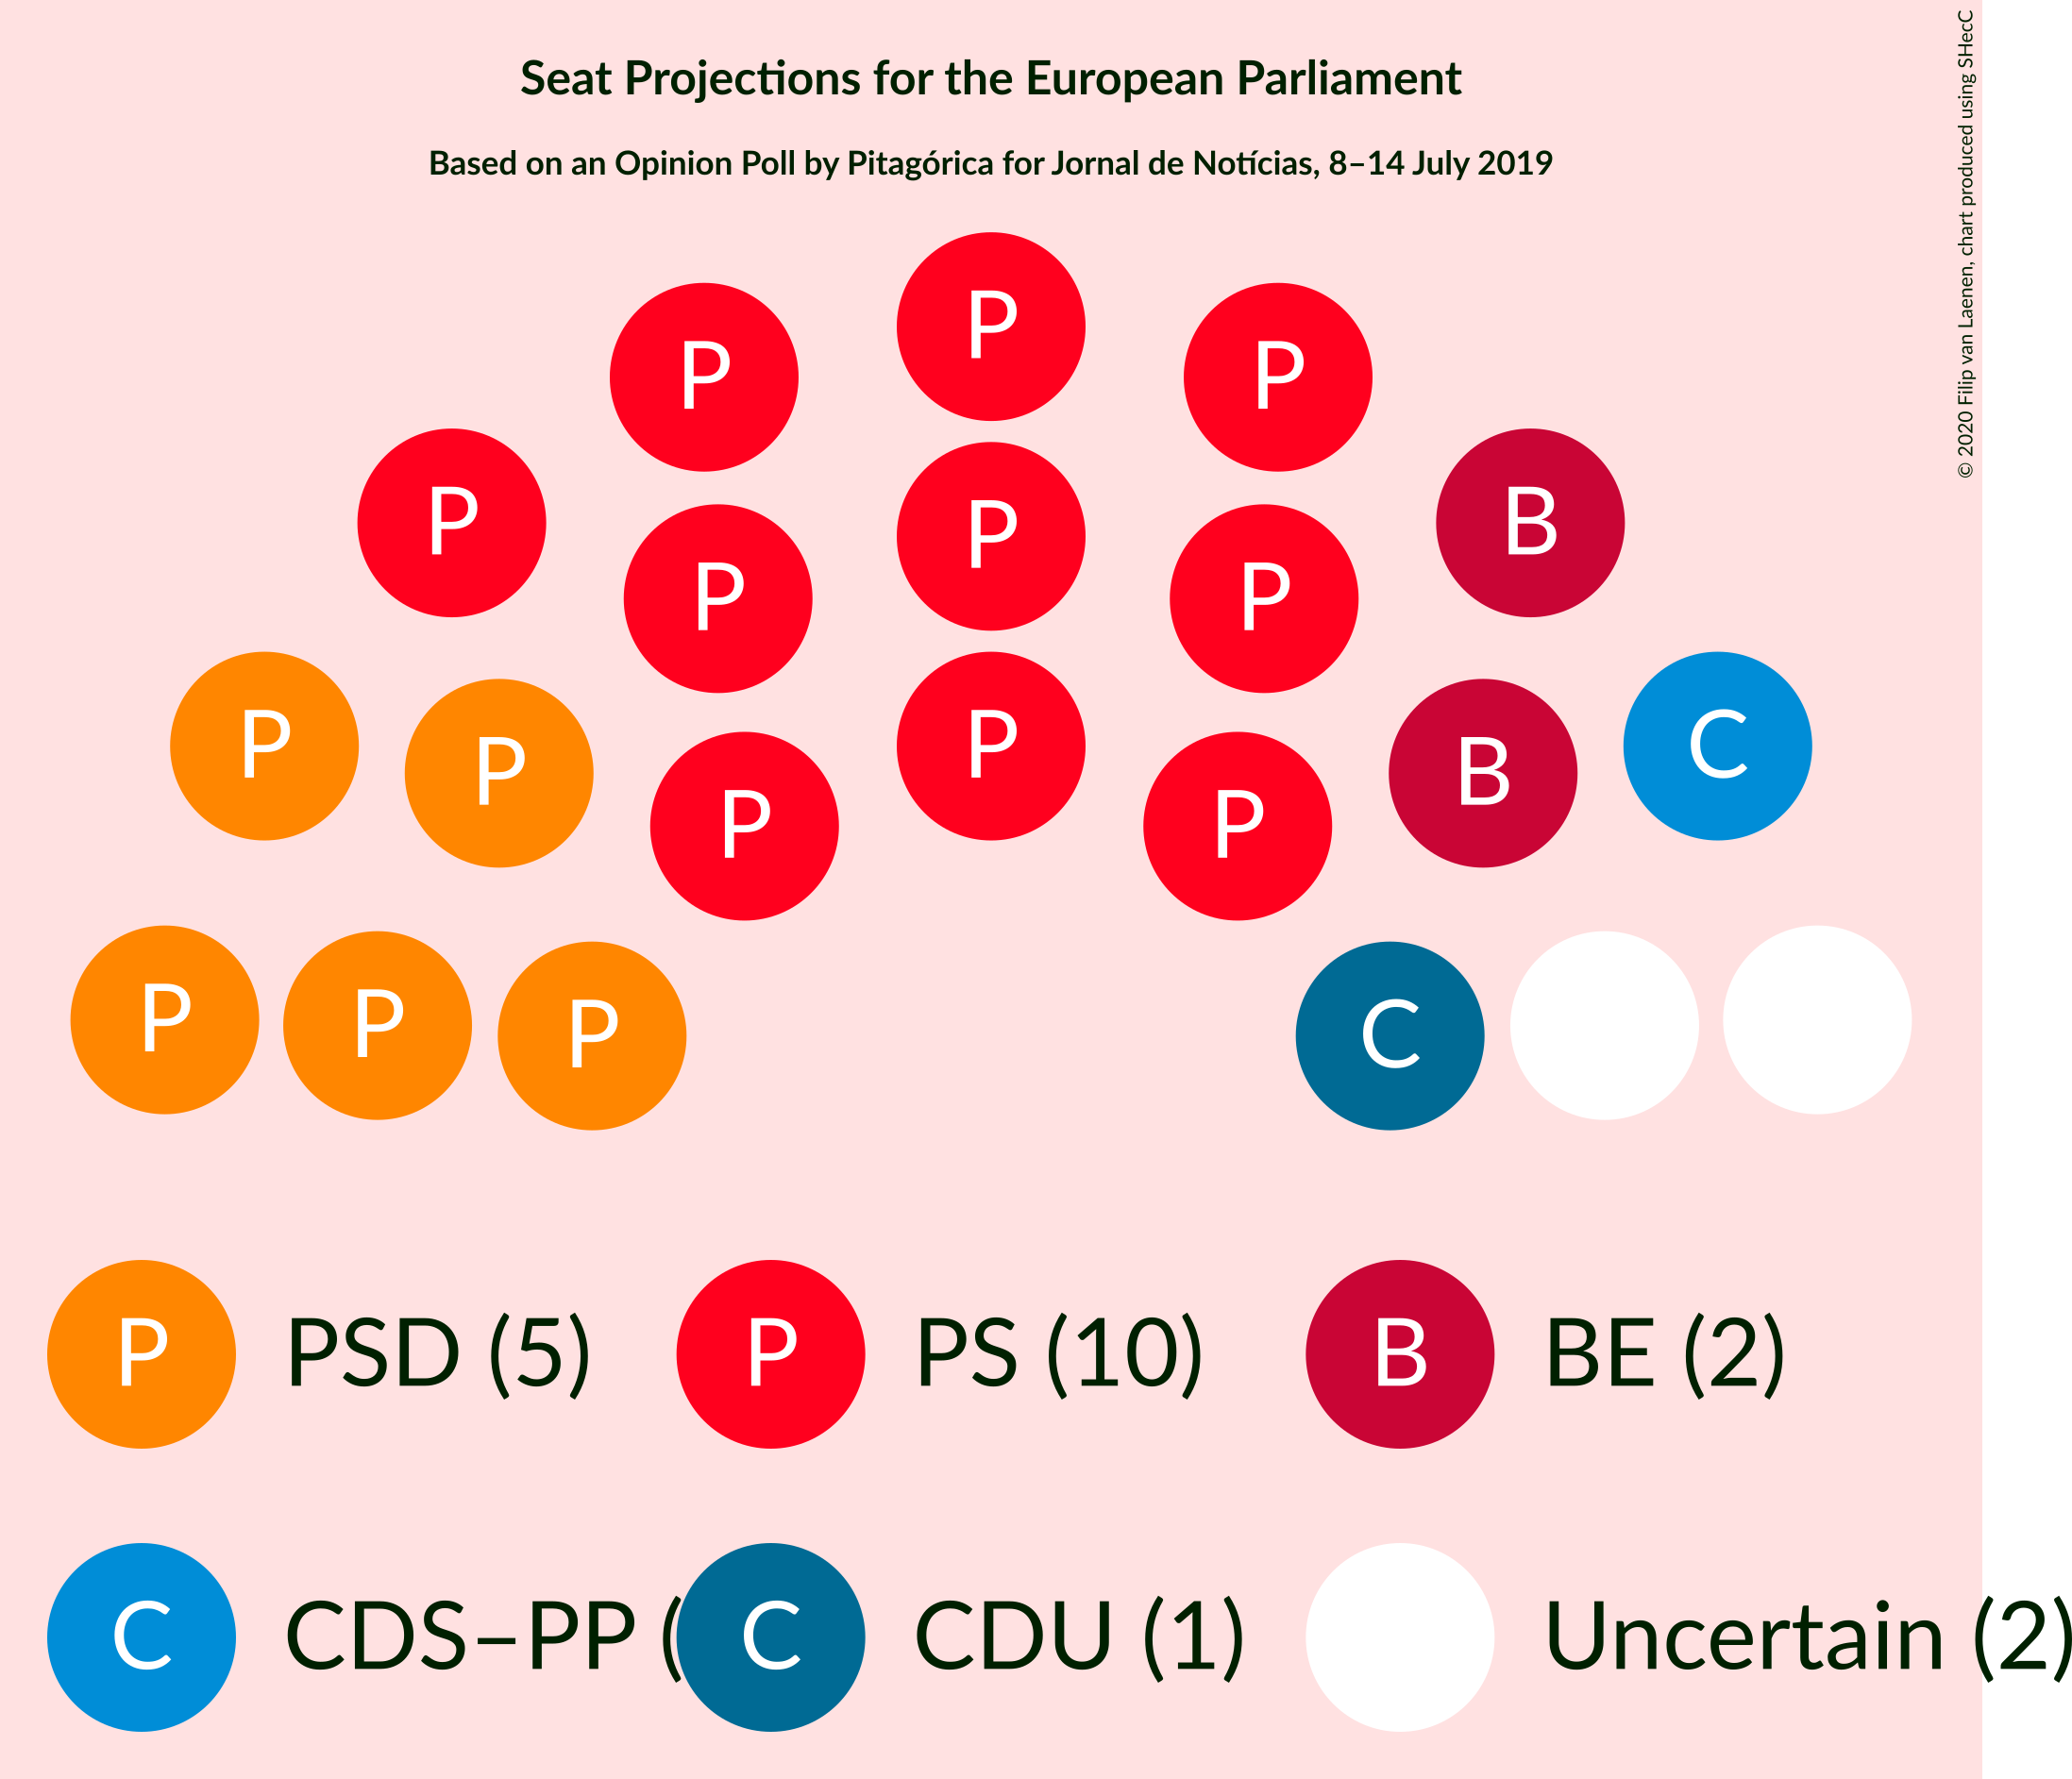 Seat Projections for the European Parliament
Based on an Opinion Poll by Pitagórica for Jornal de Notícias, 8–14 July 2019
© 2020 Filip van Laenen, chart produced using SHecC
P
P P
P B
P
P P
P C
P P
P B
P P
P P P C
P PSD (5) P PS (10) B BE (2)
C CDS–PP ( C CDU (1) Uncertain (2)